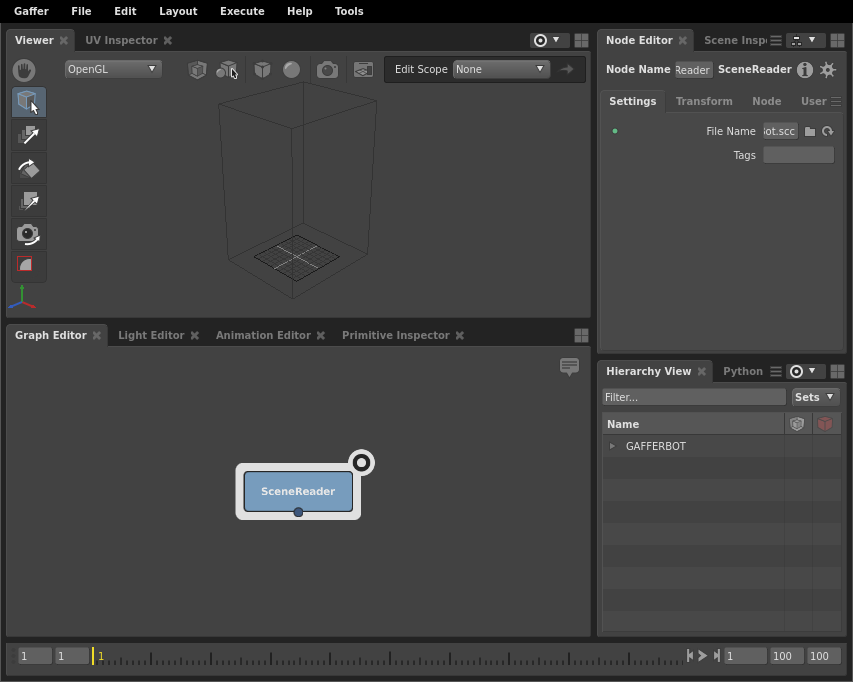 Gaffer File Edit Layout Execute Help Tools
Viewer UV Inspector
OpenGL
Edit Scope None
Graph Editor Light Editor Animation Editor Primitive Inspector
SceneReader
Node Editor Scene Insp
Node Name Reader SceneReader
Settings Transform Node User
File Name ot.scc
Tags
Hierarchy View Python
Filter... Sets
Name
GAFFERBOT
1 1 1 1 100 100